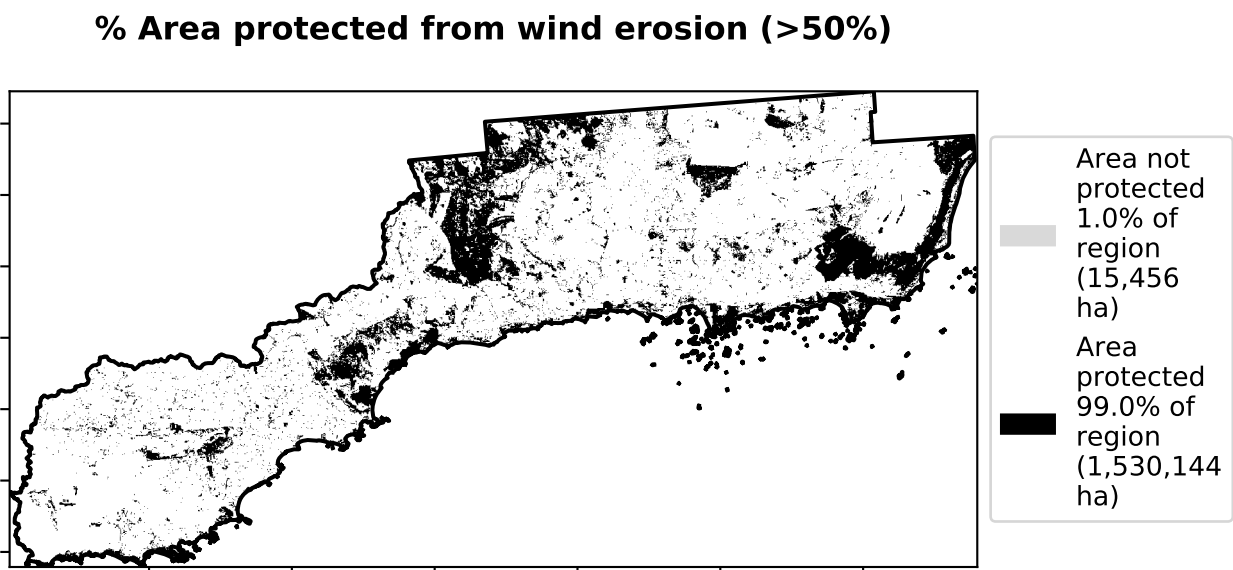 % Area protected from wind erosion (>50%)
Area not
protected
1.0% of
region
(15,456
ha)
Area
protected
99.0% of
region
(1,530,144
ha)